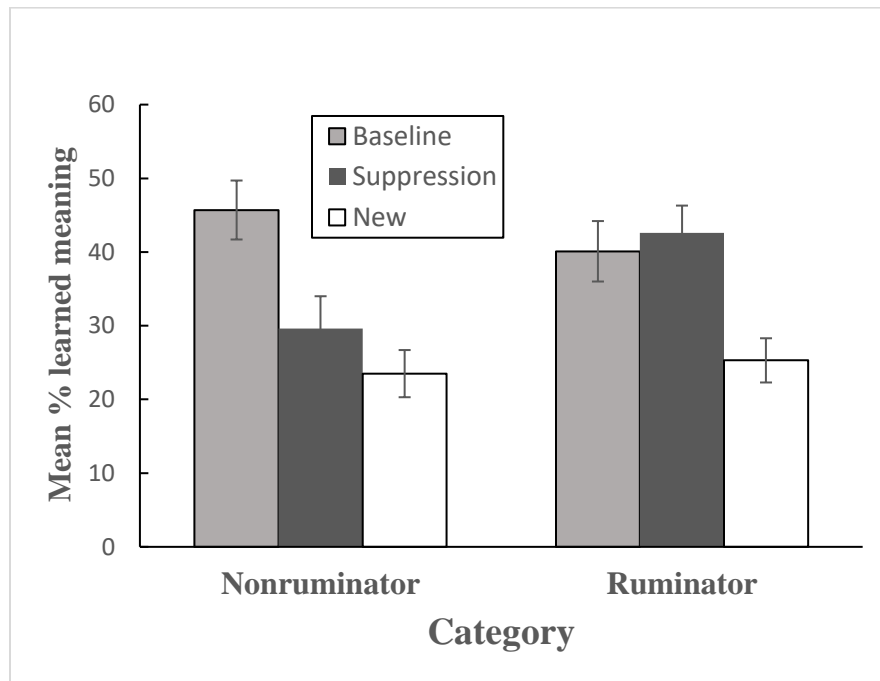 Mean % learned meaning
60
50
40
30
20
10
0
Baseline
Suppression
New
Nonruminator
Ruminator
Category